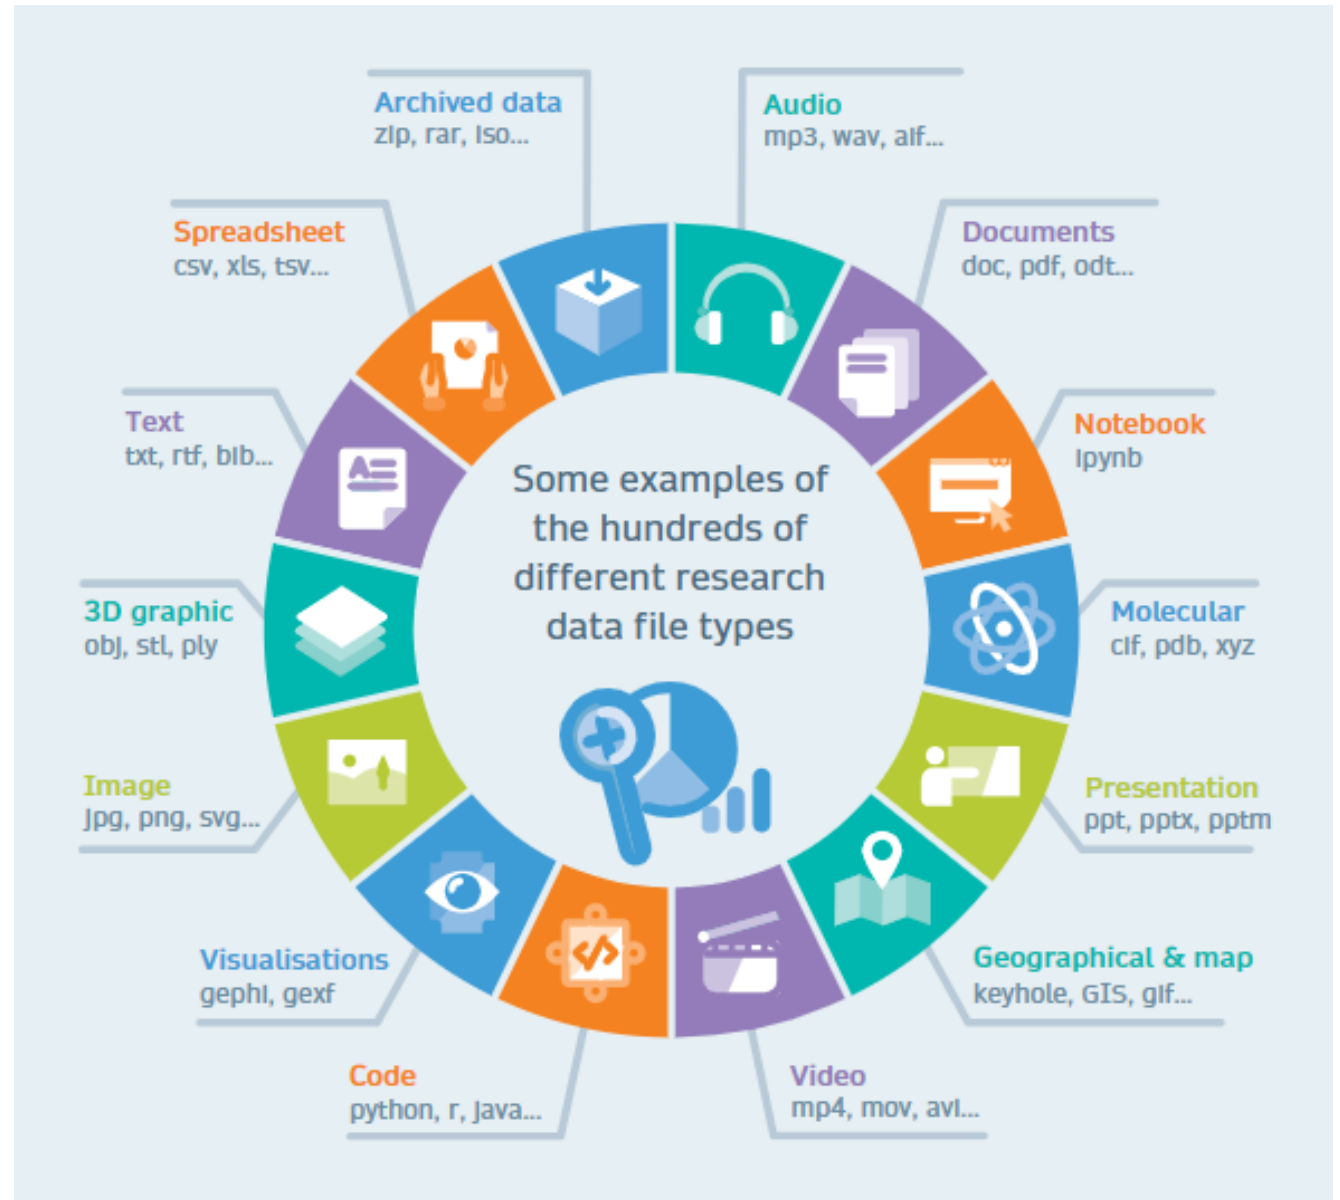 Archived data
zip, rar, iso...
Audio
mp3, wav, aif...
Spreadsheet
csv, xls, tsv...
Documents
doc, pdf, odt...
Text
txt, rtf, bib...
Notebook
ipynb
Some examples of
the hundreds of
different research
data file types
3D graphic
obj, stl, ply
Molecular
cif, pdb, xyz
Image
jpg, png, svg...
Presentation
ppt, pptx, pptm
Visualisations
gephi, gexf
Geographical & map
keyhole, GIS, gif...
Code
python, r, java...
Video
mp4, mov, avi...